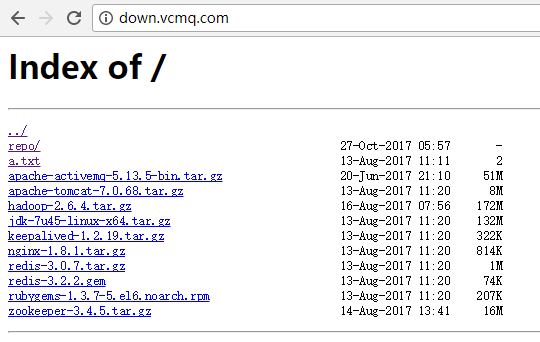 down.vcmq.com
Index of /
../
repo/ 27-Oct-2017 05:57 -
a.txt 13-Aug-2017 11:11 2
apache-activemq-5.13.5-bin.tar.gz 20-Jun-2017 21:10 51M
apache-tomcat-7.0.68.tar.gz 13-Aug-2017 11:20 8M
hadoop-2.6.4.tar.gz 16-Aug-2017 07:56 172M
jdk-7u45-linux-x64.tar.gz 13-Aug-2017 11:20 132M
keepalived-1.2.19.tar.gz 13-Aug-2017 11:20 322K
nginx-1.8.1.tar.gz 13-Aug-2017 11:20 814K
redis-3.0.7.tar.gz 13-Aug-2017 11:20 1M
redis-3.2.2.gem 13-Aug-2017 11:20 74K
rubygems-1.3.7-5.el6.noarch.rpm 13-Aug-2017 11:20 207K
zookeeper-3.4.5.tar.gz 14-Aug-2017 13:41 16M